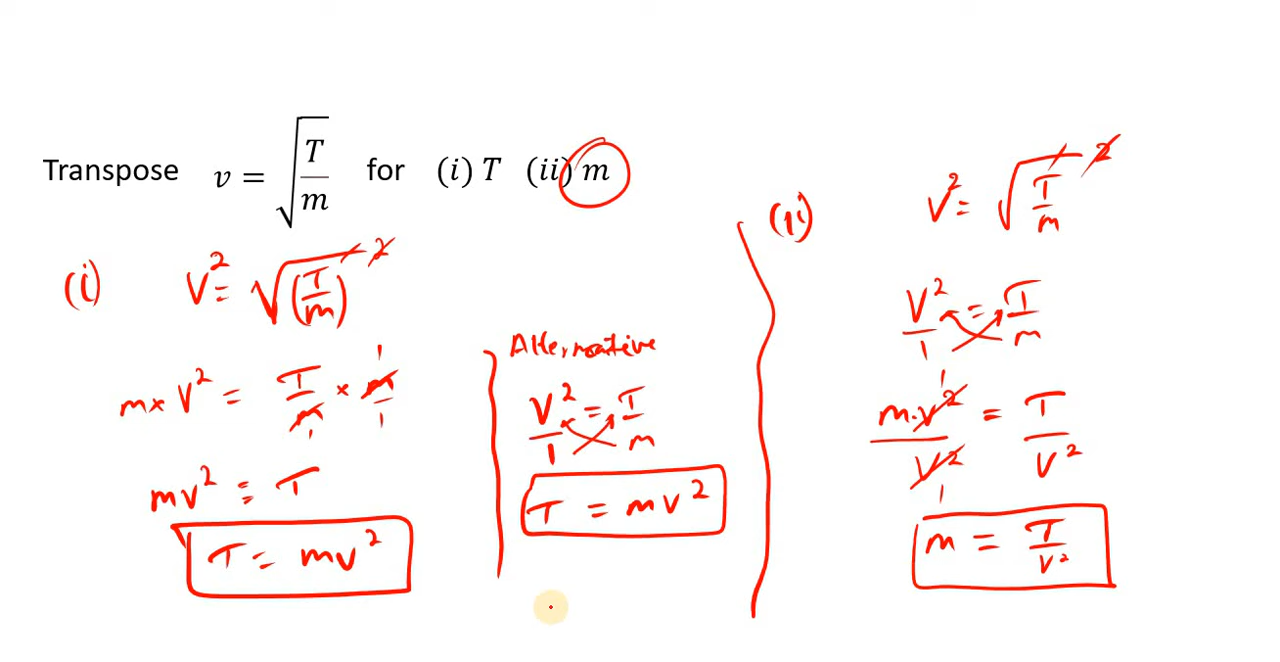 Transpose v = √(T/m) for (i) T (ii) m
(i) V² = √(T/m)²
m × V² = T/m × m/1
mv² = T
T = mv²
Alternative
V²/1 = T/m
T = mv²
(ii) V² = √(T/m)²
V²/1 = T/m
m·v²/V² = T/V²
m = T/V²